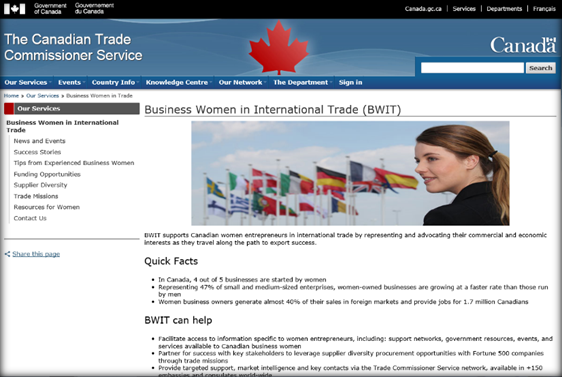 Government of Canada
Gouvernement du Canada
Canada.gc.ca | Services | Departments | Français
The Canadian Trade
Commissioner Service
Canada
Search
Our Services
Events
Country Info
Knowledge Centre
Our Network
The Department
Sign in
Home
Our Services
Business Women in Trade
Our Services
Business Women in International
Trade
News and Events
Success Stories
Tips from Experienced Business Women
Funding Opportunities
Supplier Diversity
Trade Missions
Resources for Women
Contact Us
Share this page
Business Women in International Trade (BWIT)
BWIT supports Canadian women entrepreneurs in international trade by representing and advocating their commercial and economic
interests as they travel along the path to export success.
Quick Facts
In Canada, 4 out of 5 businesses are started by women
Representing 47% of small and medium-sized enterprises, women-owned businesses are growing at a faster rate than those run
by men
Women business owners generate almost 40% of their sales in foreign markets and provide jobs for 1.7 million Canadians
BWIT can help
Facilitate access to information specific to women entrepreneurs, including: support networks, government resources, events, and
services available to Canadian business women
Partner for success with key stakeholders to leverage supplier diversity procurement opportunities with Fortune 500 companies
through trade missions
Provide targeted support, market intelligence and key contacts via the Trade Commissioner Service network, available in +150
embassies and consulates worldwide